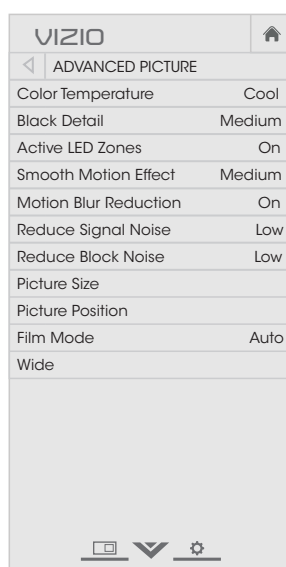 VIZIO
ADVANCED PICTURE
Color Temperature Cool
Black Detail Medium
Active LED Zones On
Smooth Motion Effect Medium
Motion Blur Reduction On
Reduce Signal Noise Low
Reduce Block Noise Low
Picture Size
Picture Position
Film Mode Auto
Wide